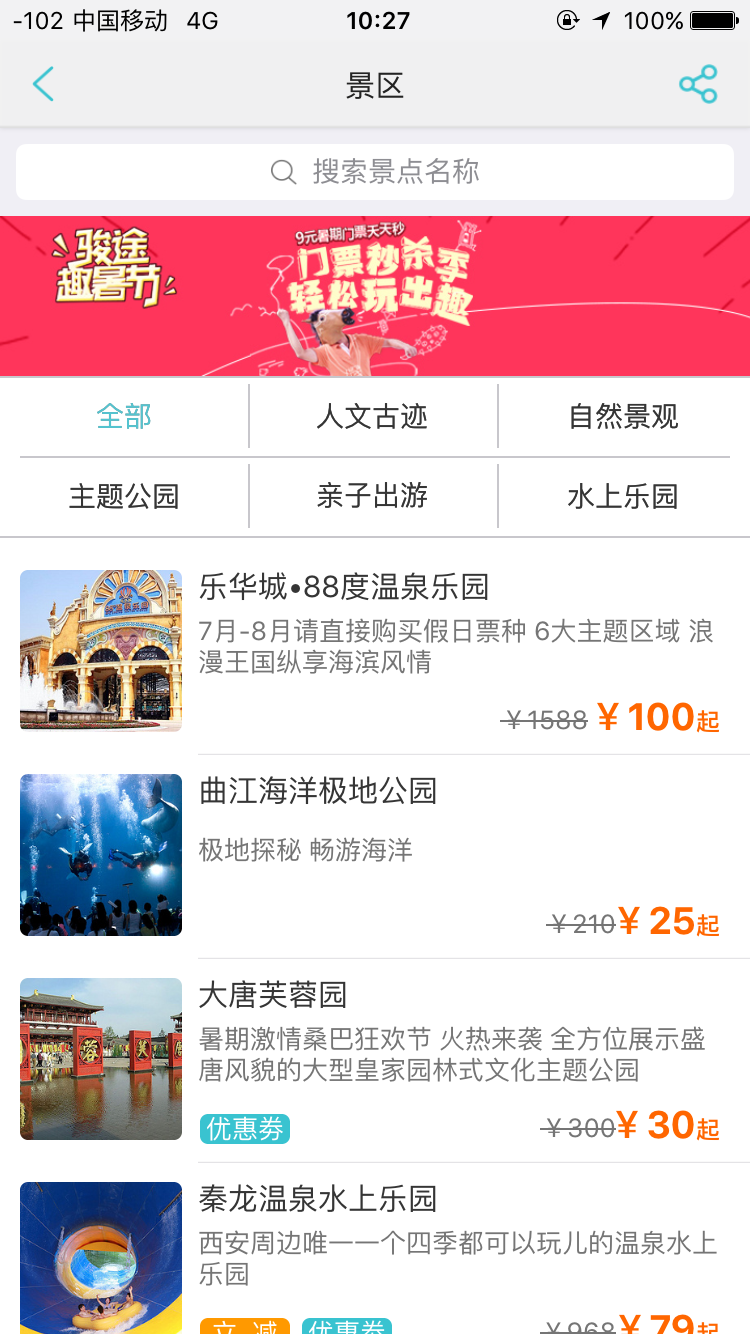 -102 中国移动 4G 10:27 100%
景区
搜索景点名称
骏途
趣暑节
9元暑期门票天天秒
门票秒杀季
轻松玩出趣
全部 人文古迹 自然景观
主题公园 亲子出游 水上乐园
乐华城•88度温泉乐园
7月-8月请直接购买假日票种 6大主题区域 浪
漫王国纵享海滨风情
￥1588 ￥100起
曲江海洋极地公园
极地探秘 畅游海洋
￥210 ￥25起
蓉 芙
大唐芙蓉园
暑期激情桑巴狂欢节 火热来袭 全方位展示盛
唐风貌的大型皇家园林式文化主题公园
优惠券 ￥300 ￥30起
秦龙温泉水上乐园
西安周边唯一一个四季都可以玩儿的温泉水上
乐园
立减 优惠券 ￥968 ￥79起